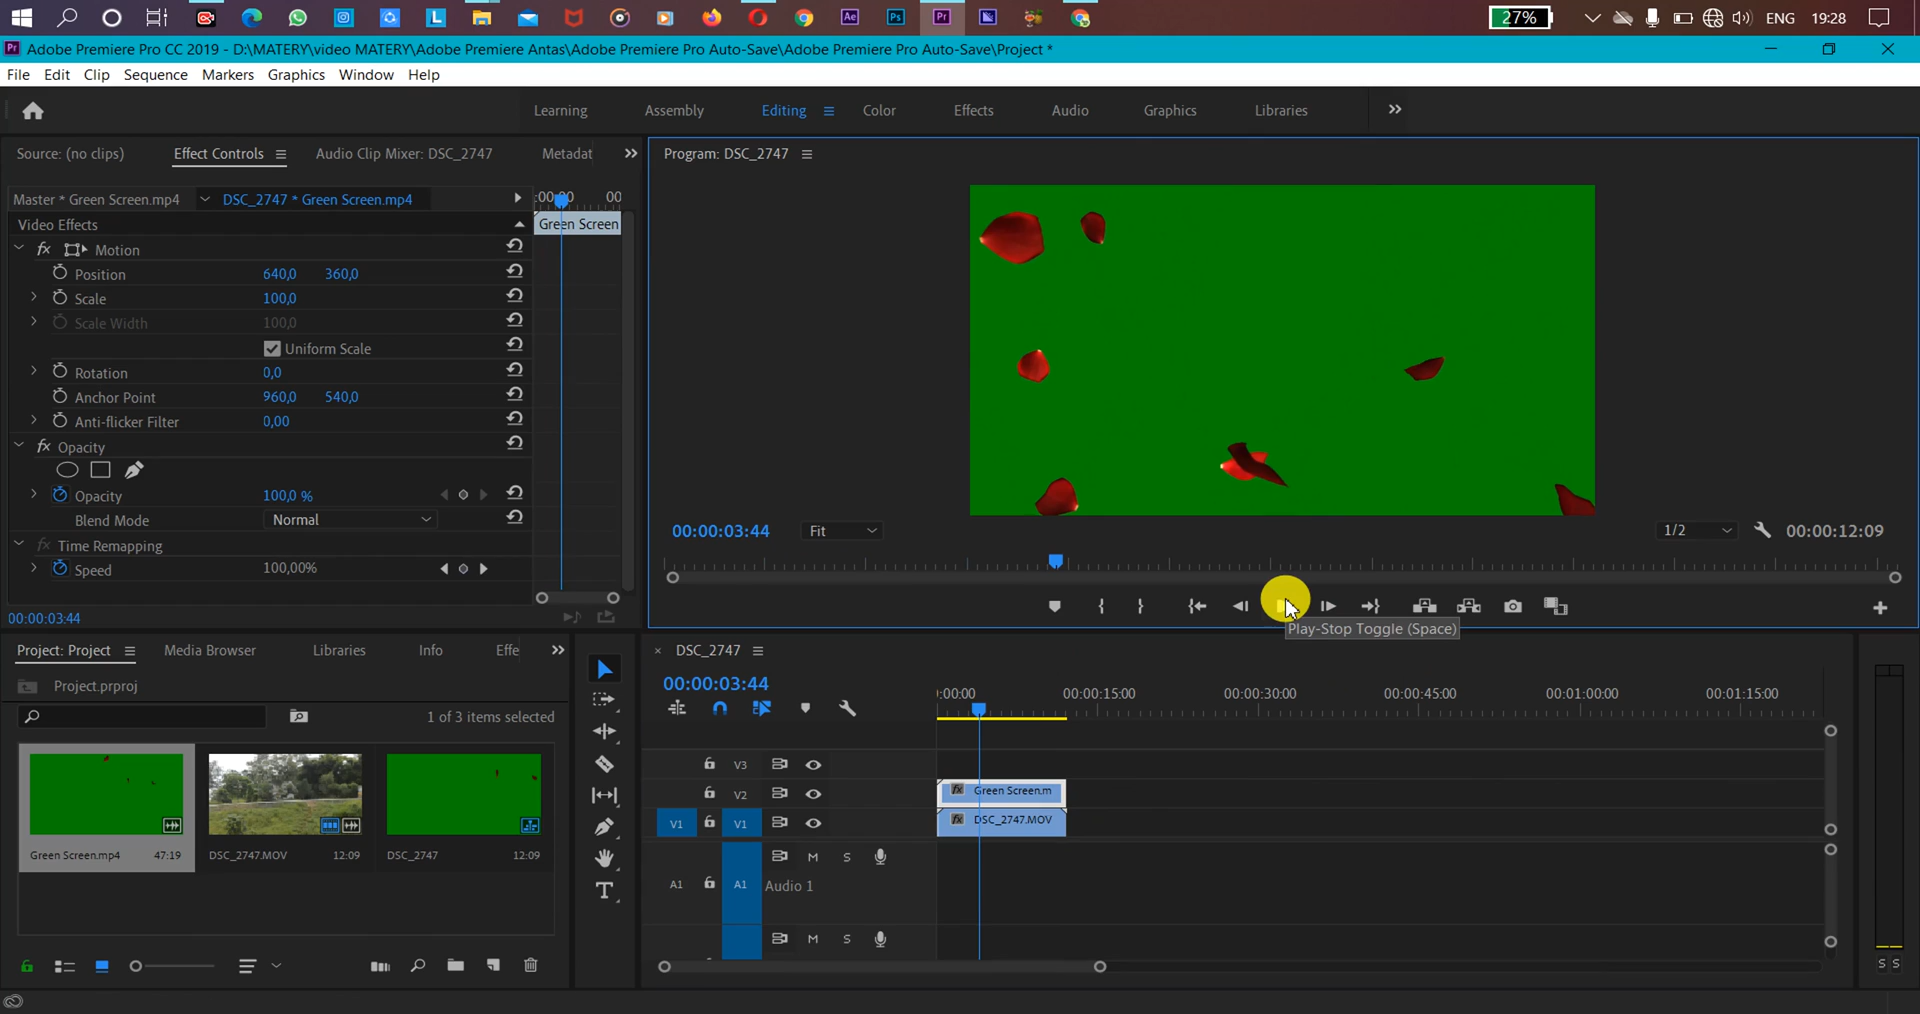 27%
ENG
19:28
Adobe Premiere Pro CC 2019 - D:\MATERY\video MATERY\Adobe Premiere Antas\Adobe Premiere Pro Auto-Save\Adobe Premiere Pro Auto-Save\Project *
File Edit Clip Sequence Markers Graphics Window Help
Learning Assembly Editing Color Effects Audio Graphics Libraries
Source: (no clips) Effect Controls Audio Clip Mixer: DSC_2747 Metadat
Program: DSC_2747
Master * Green Screen.mp4 DSC_2747 * Green Screen.mp4
:00:00 00
Video Effects
Green Screen
fx Motion
Position 640,0 360,0
Scale 100,0
Scale Width 100,0
Uniform Scale
Rotation 0,0
Anchor Point 960,0 540,0
Anti-flicker Filter 0,00
fx Opacity
Opacity 100,0 %
Blend Mode Normal
fx Time Remapping
Speed 100,00%
00:00:03:44
00:00:03:44 Fit 1/2 00:00:12:09
Play-Stop Toggle (Space)
Project: Project Media Browser Libraries Info Effe
Project.prproj
1 of 3 items selected
Green Screen.mp4 47:19
DSC_2747.MOV 12:09
DSC_2747 12:09
× DSC_2747
00:00:03:44
:00:00 00:00:15:00 00:00:30:00 00:00:45:00 00:01:00:00 00:01:15:00
V3
V2 fx Green Screen.m
V1 V1 fx DSC_2747.MOV
M S
A1 A1 Audio 1
M S
S S